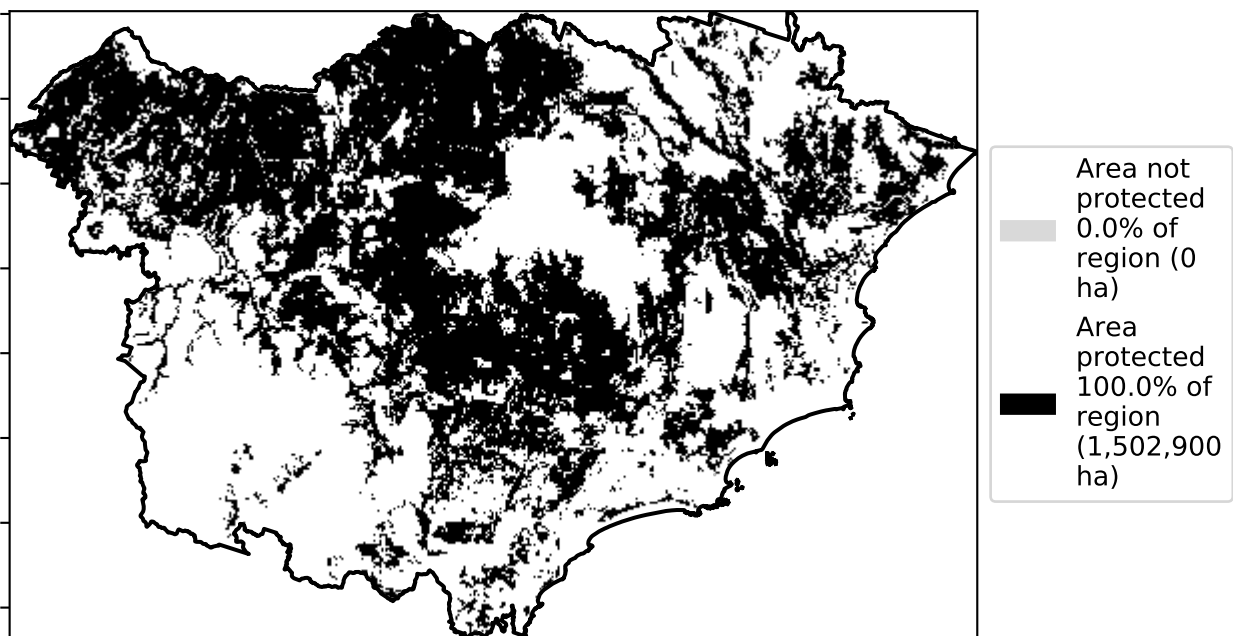 Area not
protected
0.0% of
region (0
ha)
Area
protected
100.0% of
region
(1,502,900
ha)